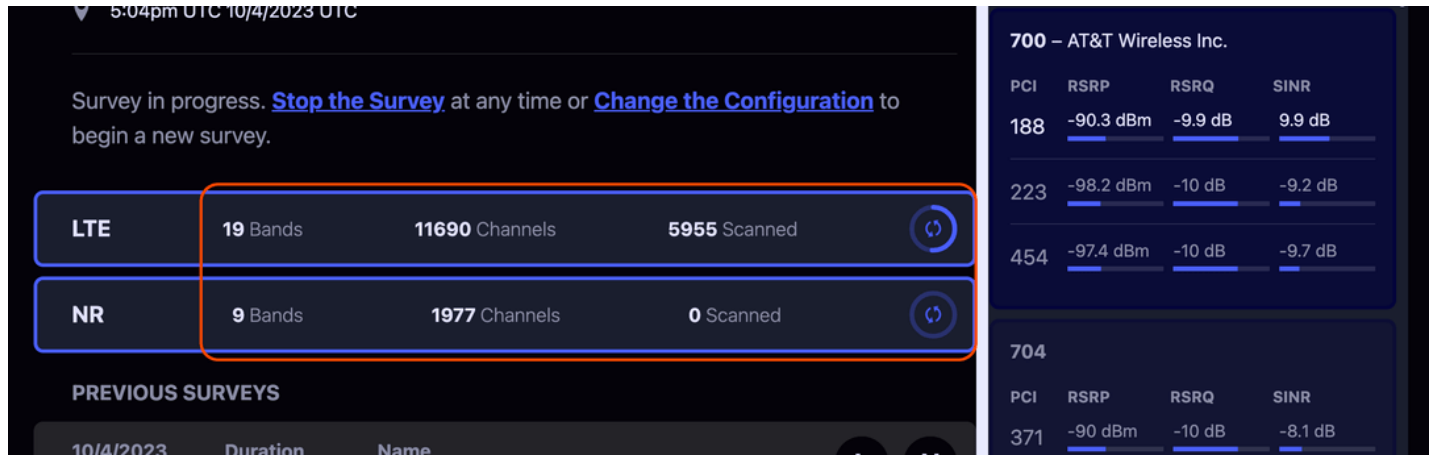 5:04pm UTC 10/4/2023 UTC
Survey in progress. Stop the Survey at any time or Change the Configuration to
begin a new survey.
LTE 19 Bands 11690 Channels 5955 Scanned
NR 9 Bands 1977 Channels 0 Scanned
PREVIOUS SURVEYS
10/4/2023 Duration Name
700 – AT&T Wireless Inc.
PCI RSRP RSRQ SINR
188 -90.3 dBm -9.9 dB 9.9 dB
223 -98.2 dBm -10 dB -9.2 dB
454 -97.4 dBm -10 dB -9.7 dB
704
PCI RSRP RSRQ SINR
371 -90 dBm -10 dB -8.1 dB